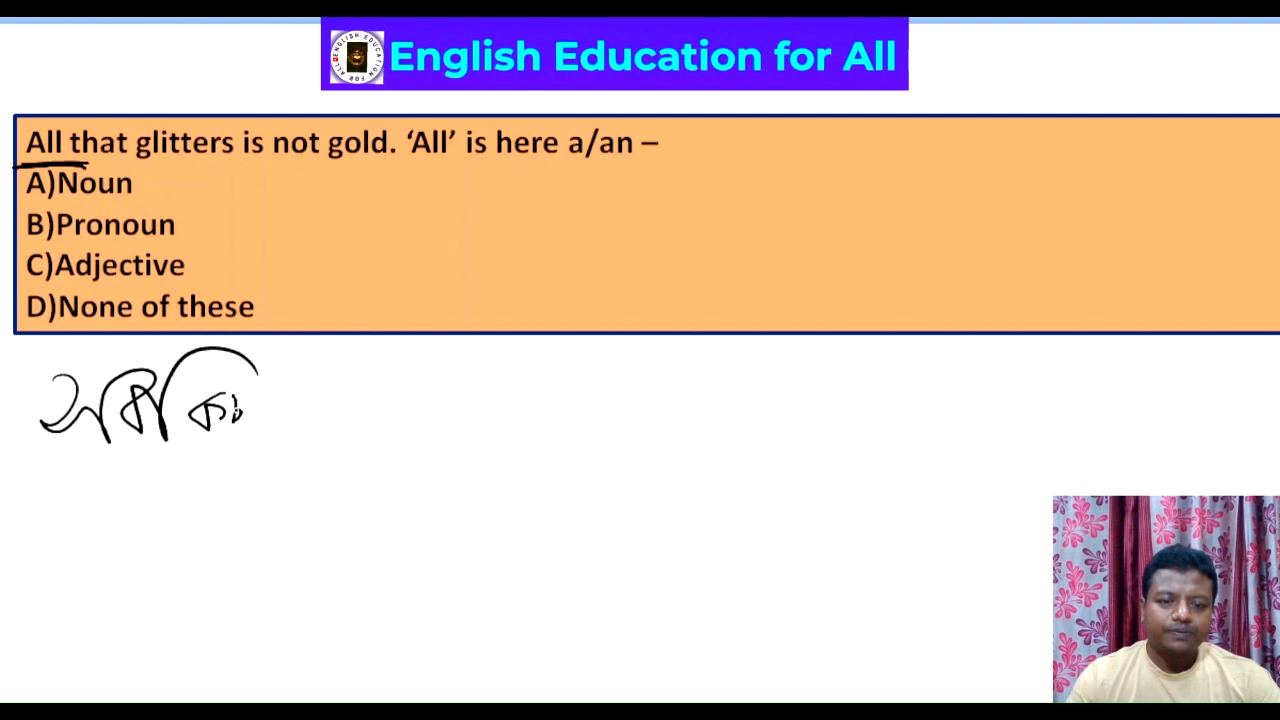 English Education for All
All that glitters is not gold. ‘All’ is here a/an –
A)Noun
B)Pronoun
C)Adjective
D)None of these
সব